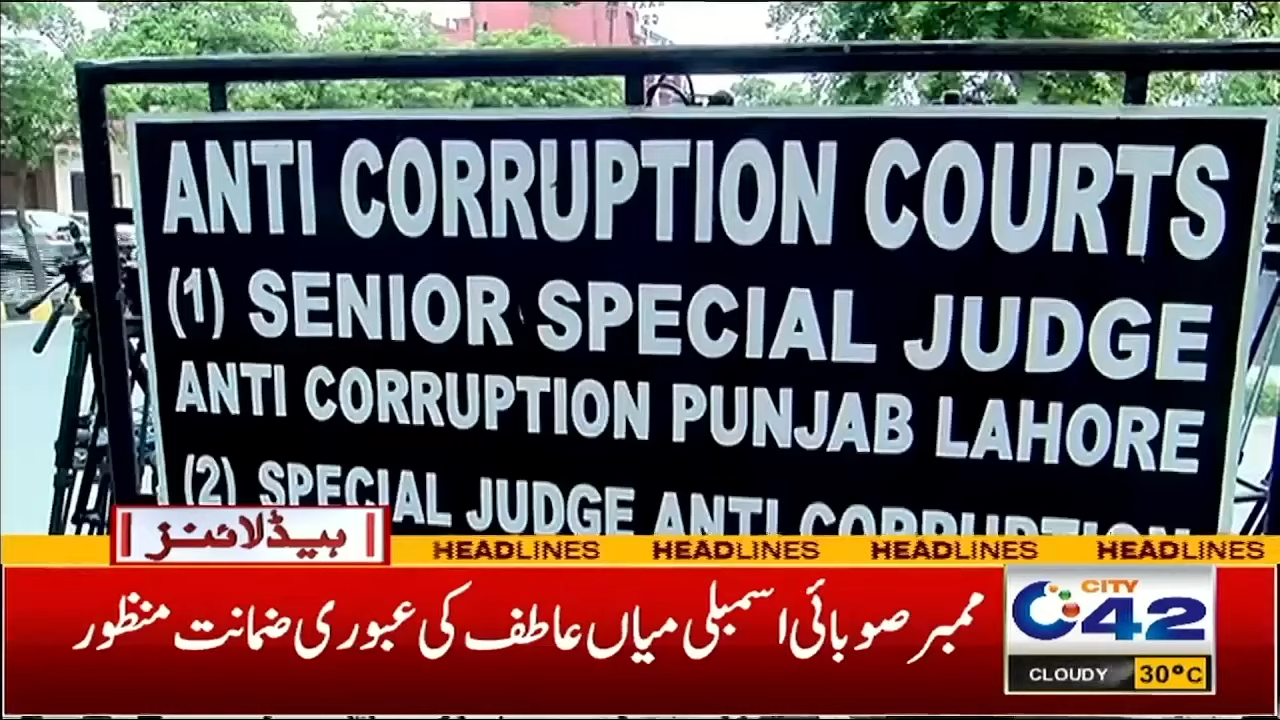 ANTI CORRUPTION COURTS
(1) SENIOR SPECIAL JUDGE
ANTI CORRUPTION PUNJAB LAHORE
(2) SPECIAL JUDGE ANTI CORRUPTION
ہیڈلائنز
HEADLINES HEADLINES HEADLINES HEADLINES
ممبر صوبائی اسمبلی میاں عاطف کی عبوری ضمانت منظور
CITY
42
CLOUDY 30°C